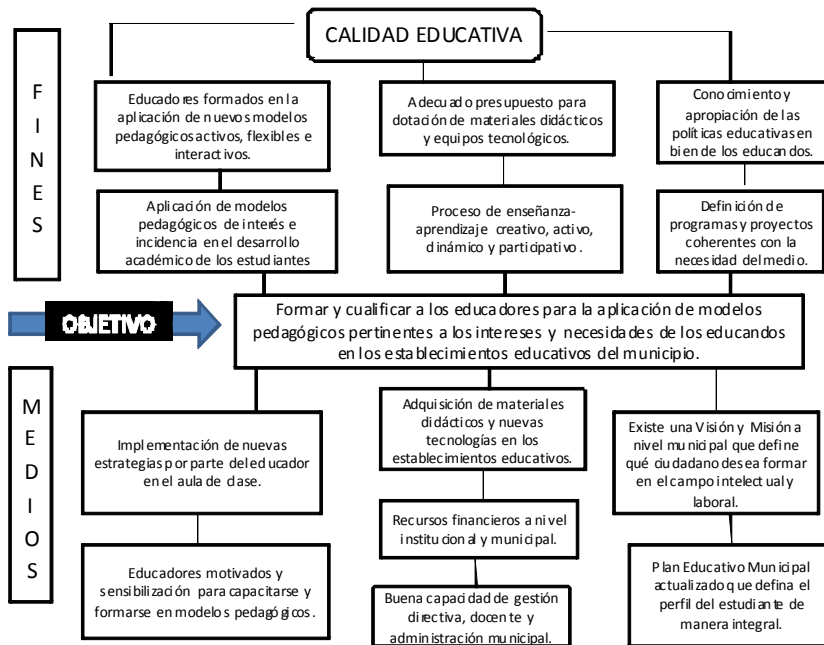 CALIDAD EDUCATIVA
F
I
N
E
S
Educadores formados en la
aplicación de nuevos modelos
pedagógicos activos, flexibles e
interactivos.
Adecuado presupuesto para
dotación de materiales didácticos
y equipos tecnológicos.
Conocimiento y
apropiación de las
políticas educativas en
bien de los educandos.
Aplicación de modelos
pedagógicos de interés e
incidencia en el desarrollo
académico de los estudiantes
Proceso de enseñanza-
aprendizaje creativo, activo,
dinámico y participativo.
Definición de
programas y proyectos
coherentes con la
necesidad del medio.
OBJETIVO
Formar y cualificar a los educadores para la aplicación de modelos
pedagógicos pertinentes a los intereses y necesidades de los educandos
en los establecimientos educativos del municipio.
M
E
D
I
O
S
Implementación de nuevas
estrategias por parte del educador
en el aula de clase.
Adquisición de materiales
didácticos y nuevas
tecnologías en los
establecimientos educativos.
Existe una Visión y Misión a
nivel municipal que define
qué ciudadano desea formar
en el campo intelectual y
laboral.
Recursos financieros a nivel
institucional y municipal.
Educadores motivados y
sensibilización para capacitarse y
formarse en modelos pedagógicos.
Buena capacidad de gestión
directiva, docente y
administración municipal.
Plan Educativo Municipal
actualizado que defina el
perfil del estudiante de
manera integral.